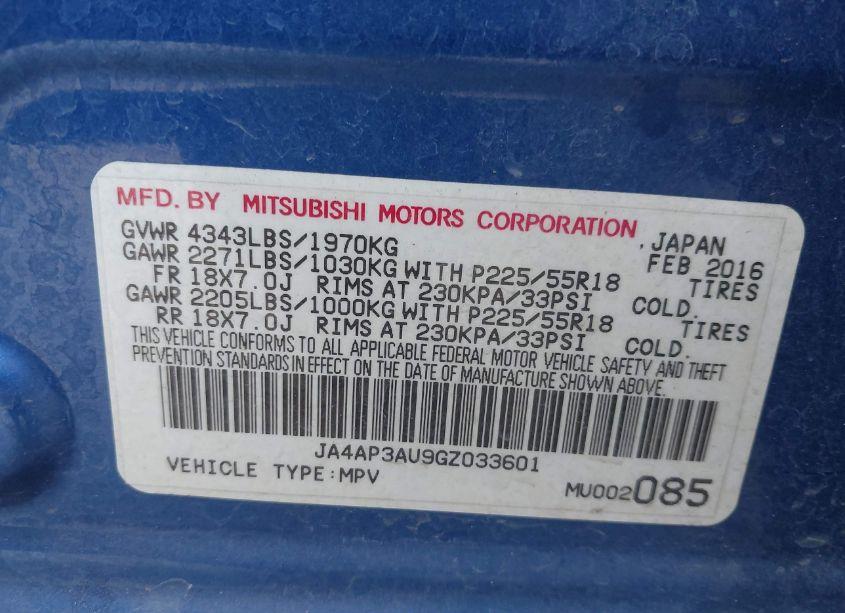 MFD. BY MITSUBISHI MOTORS CORPORATION, JAPAN
GVWR 4343LBS/1970KG FEB 2016
GAWR 2271LBS/1030KG WITH P225/55R18 TIRES
FR 18X7.0J RIMS AT 230KPA/33PSI COLD.
GAWR 2205LBS/1000KG WITH P225/55R18 TIRES
RR 18X7.0J RIMS AT 230KPA/33PSI COLD.
THIS VEHICLE CONFORMS TO ALL APPLICABLE FEDERAL MOTOR VEHICLE SAFETY AND THEFT
PREVENTION STANDARDS IN EFFECT ON THE DATE OF MANUFACTURE SHOWN ABOVE.
JA4AP3AU9GZ033601
VEHICLE TYPE:MPV MU002085